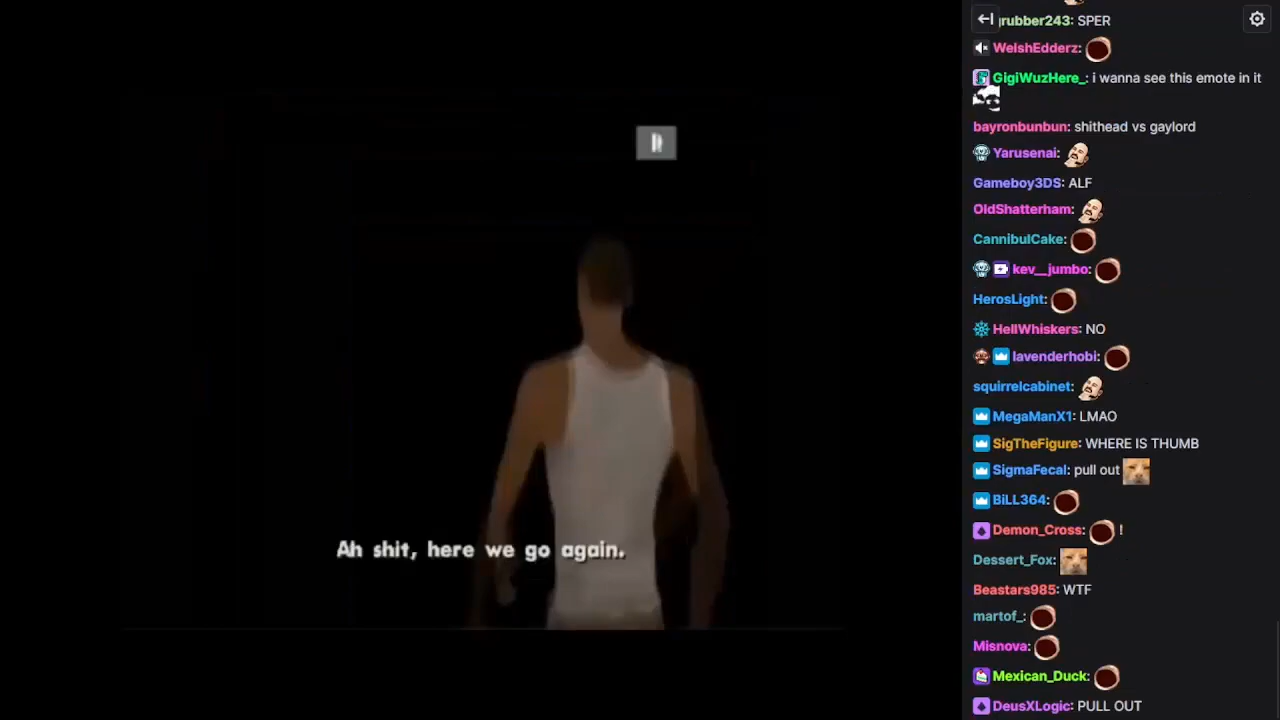 Ah shit, here we go again.
grubber243: SPER
WelshEdderz:
GigiWuzHere_: i wanna see this emote in it
bayronbunbun: shithead vs gaylord
Yarusenai:
Gameboy3DS: ALF
OldShatterham:
CannibulCake:
kev__jumbo:
HerosLight:
HellWhiskers: NO
lavenderhobi:
squirrelcabinet:
MegaManX1: LMAO
SigTheFigure: WHERE IS THUMB
SigmaFecal: pull out
BiLL364:
Demon_Cross: !
Dessert_Fox:
Beastars985: WTF
martof_:
Misnova:
Mexican_Duck:
DeusXLogic: PULL OUT